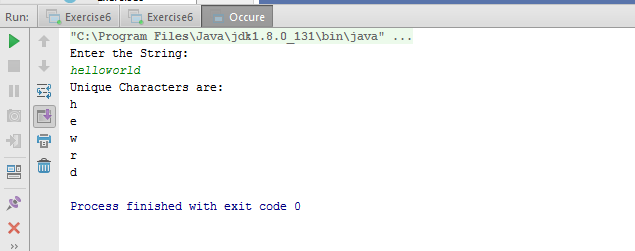 Run: Exercise6 Exercise6 Occure
"C:\Program Files\Java\jdk1.8.0_131\bin\java" ...
Enter the String:
helloworld
Unique Characters are:
h
e
w
r
d
Process finished with exit code 0